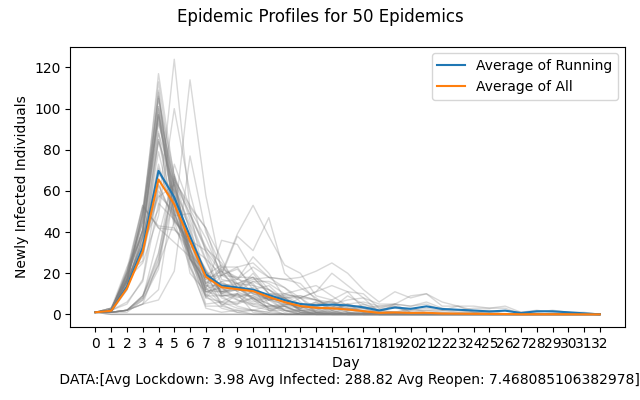 Epidemic Profiles for 50 Epidemics
Average of Running
Average of All
120
100
80
60
40
20
0
Newly Infected Individuals
0 1 2 3 4 5 6 7 8 9 10 11 12 13 14 15 16 17 18 19 20 21 22 23 24 25 26 27 28 29 30 31 32
Day
DATA:[Avg Lockdown: 3.98 Avg Infected: 288.82 Avg Reopen: 7.468085106382978]